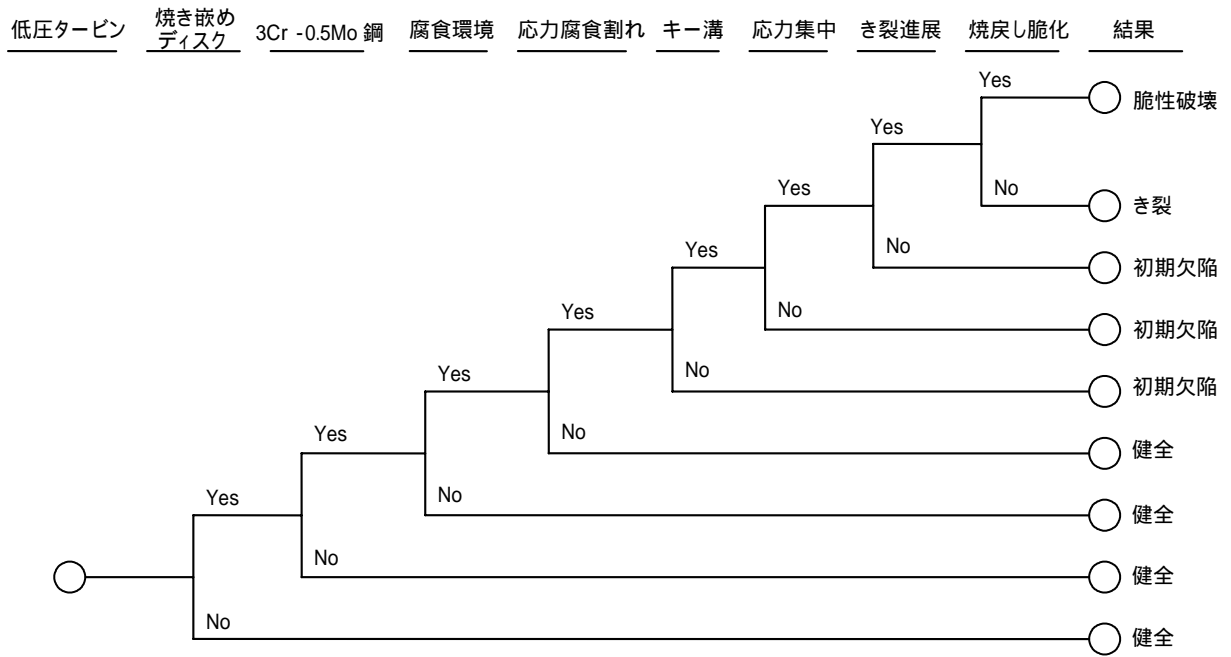 低圧タービン
焼き嵌め
ディスク
3Cr -0.5Mo 鋼
腐食環境
応力腐食割れ
キー溝
応力集中
き裂進展
焼戻し脆化
結果
Yes
脆性破壊
Yes
No
き裂
Yes
No
初期欠陥
Yes
No
初期欠陥
Yes
No
初期欠陥
Yes
No
健全
Yes
No
健全
Yes
No
健全
No
健全